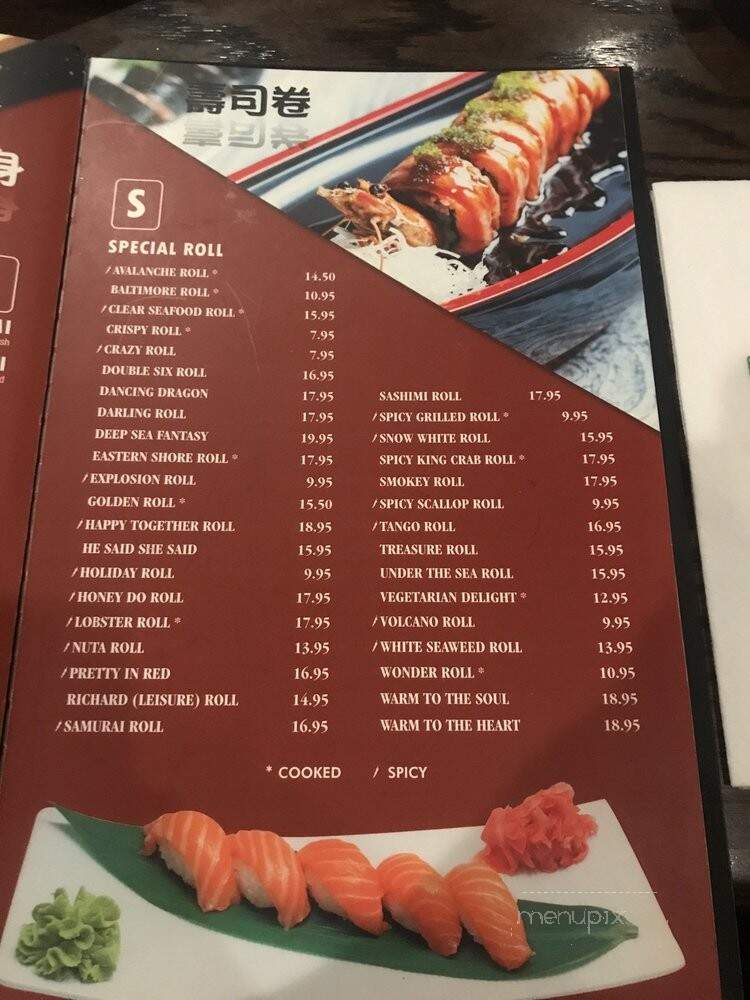 壽司卷
S
SPECIAL ROLL
/ AVALANCHE ROLL * 14.50
BALTIMORE ROLL * 10.95
/ CLEAR SEAFOOD ROLL * 15.95
CRISPY ROLL * 7.95
/ CRAZY ROLL 7.95
DOUBLE SIX ROLL 16.95
DANCING DRAGON 17.95
DARLING ROLL 17.95
DEEP SEA FANTASY 19.95
EASTERN SHORE ROLL * 17.95
/ EXPLOSION ROLL 9.95
GOLDEN ROLL * 15.50
/ HAPPY TOGETHER ROLL 18.95
HE SAID SHE SAID 15.95
/ HOLIDAY ROLL 9.95
/ HONEY DO ROLL 17.95
/ LOBSTER ROLL * 17.95
/ NUTA ROLL 13.95
/ PRETTY IN RED 16.95
RICHARD (LEISURE) ROLL 14.95
/ SAMURAI ROLL 16.95
SASHIMI ROLL 17.95
/ SPICY GRILLED ROLL * 9.95
/ SNOW WHITE ROLL 15.95
SPICY KING CRAB ROLL * 17.95
SMOKEY ROLL 17.95
/ SPICY SCALLOP ROLL 9.95
/ TANGO ROLL 16.95
TREASURE ROLL 15.95
UNDER THE SEA ROLL 15.95
VEGETARIAN DELIGHT * 12.95
/ VOLCANO ROLL 9.95
/ WHITE SEAWEED ROLL 13.95
WONDER ROLL * 10.95
WARM TO THE SOUL 18.95
WARM TO THE HEART 18.95
* COOKED / SPICY
menupix